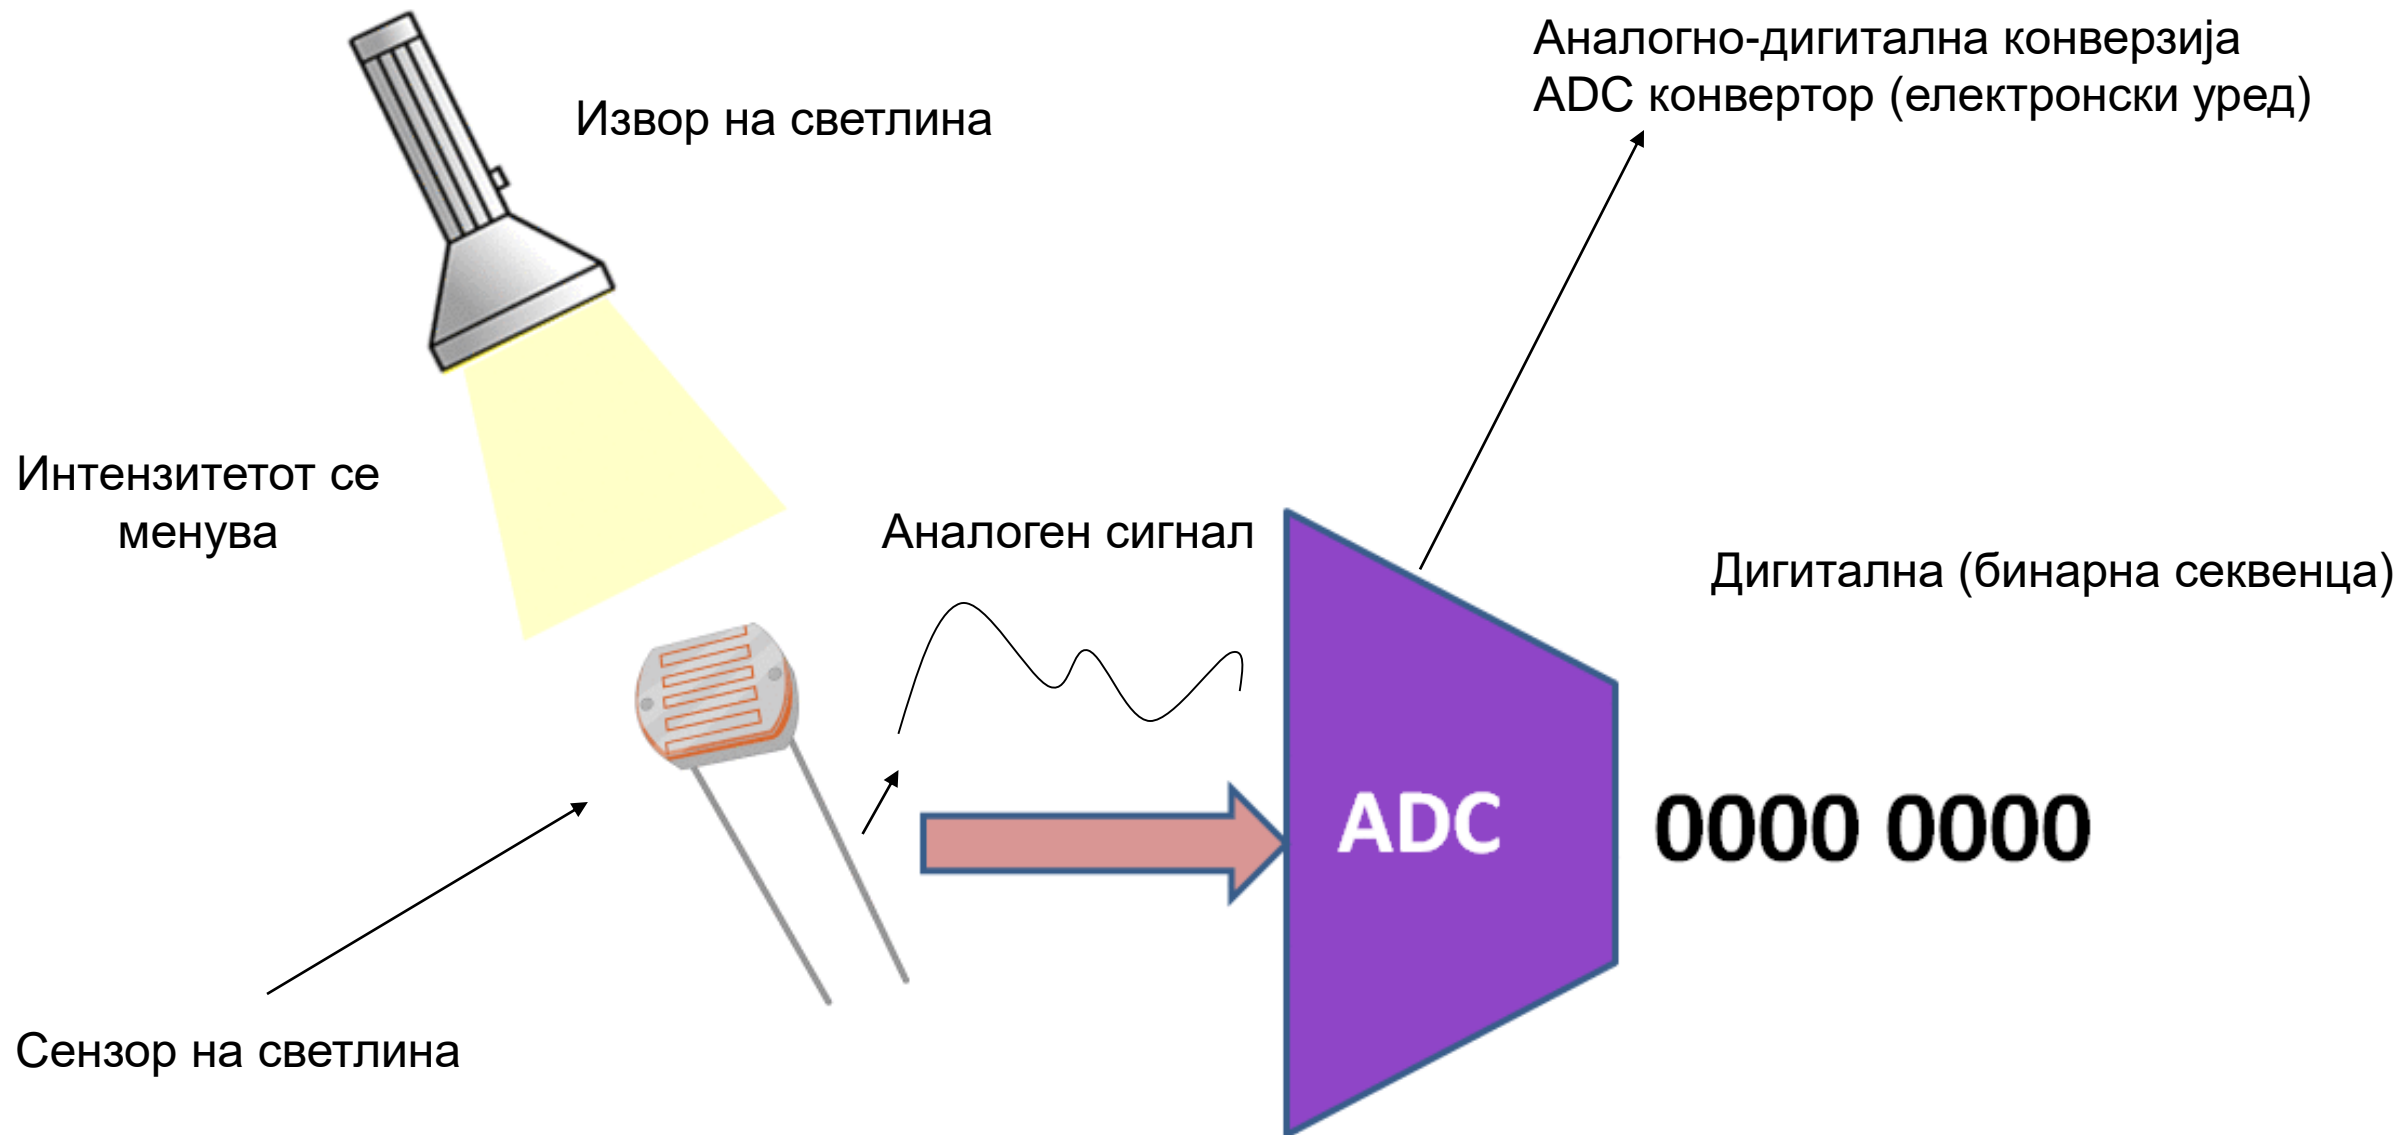 Извор на светлина
Аналогно-дигитална конверзија
ADC конвертор (електронски уред)
Интензитетот се
менува
Аналоген сигнал
Дигитална (бинарна секвенца)
ADC
0000 0000
Сензор на светлина